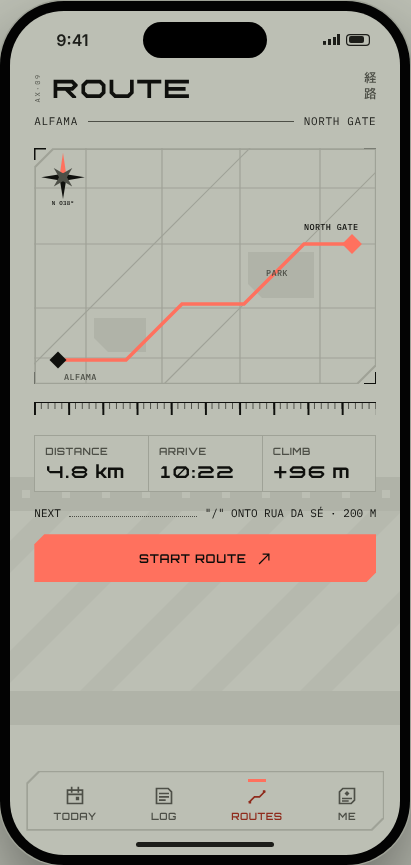 9:41
AX·09
ROUTE
経路
ALFAMA
NORTH GATE
N 038°
NORTH GATE
PARK
ALFAMA
DISTANCE
4.8 km
ARRIVE
10:22
CLIMB
+96 m
NEXT "/" ONTO RUA DA SÉ · 200 M
START ROUTE ↗
TODAY
LOG
ROUTES
ME